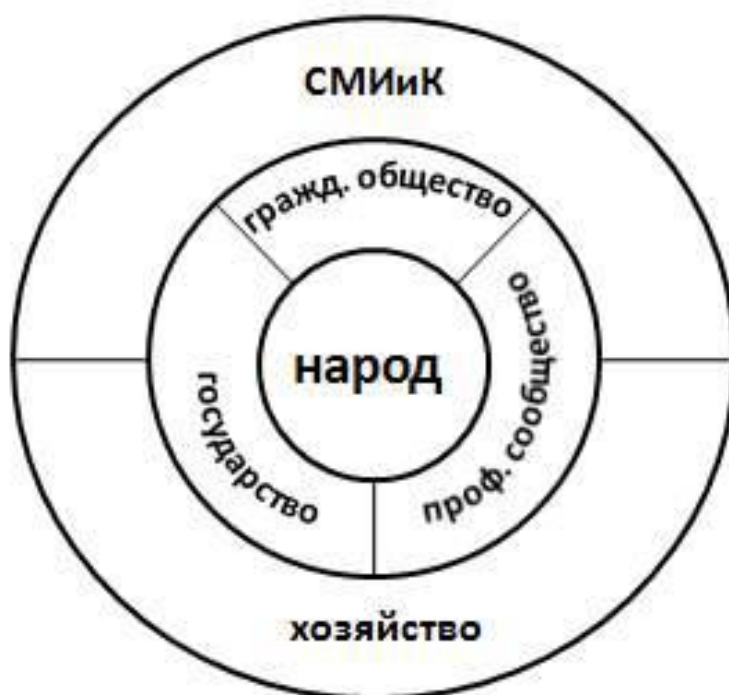 СМИиК
гражд. общество
народ
государство
проф. сообщество
хозяйство